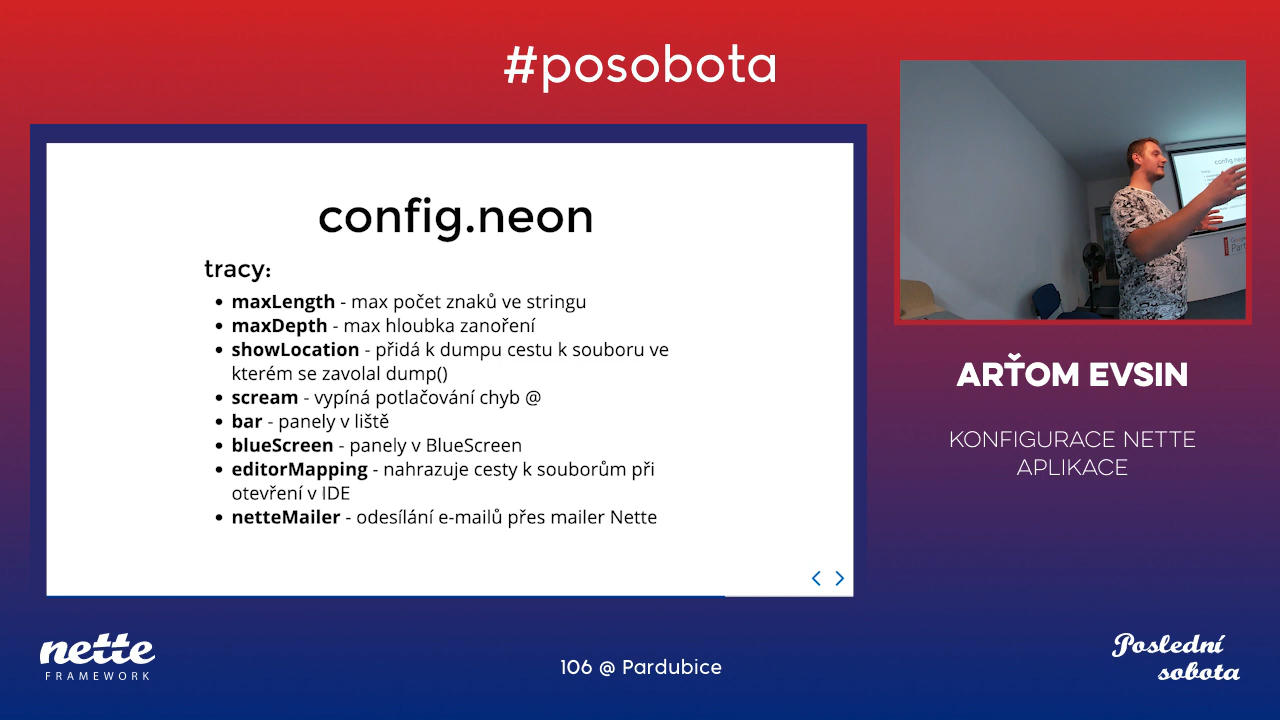 #posobota
config.neon
tracy:
• maxLength - max počet znaků ve stringu
• maxDepth - max hloubka zanoření
• showLocation - přidá k dumpu cestu k souboru ve
kterém se zavolal dump()
• scream - vypíná potlačování chyb @
• bar - panely v liště
• blueScreen - panely v BlueScreen
• editorMapping - nahrazuje cesty k souborům při
otevření v IDE
• netteMailer - odesílání e-mailů přes mailer Nette
config.neon
ARŤOM EVSIN
KONFIGURACE NETTE
APLIKACE
nette
FRAMEWORK
106 @ Pardubice
Poslední
sobota